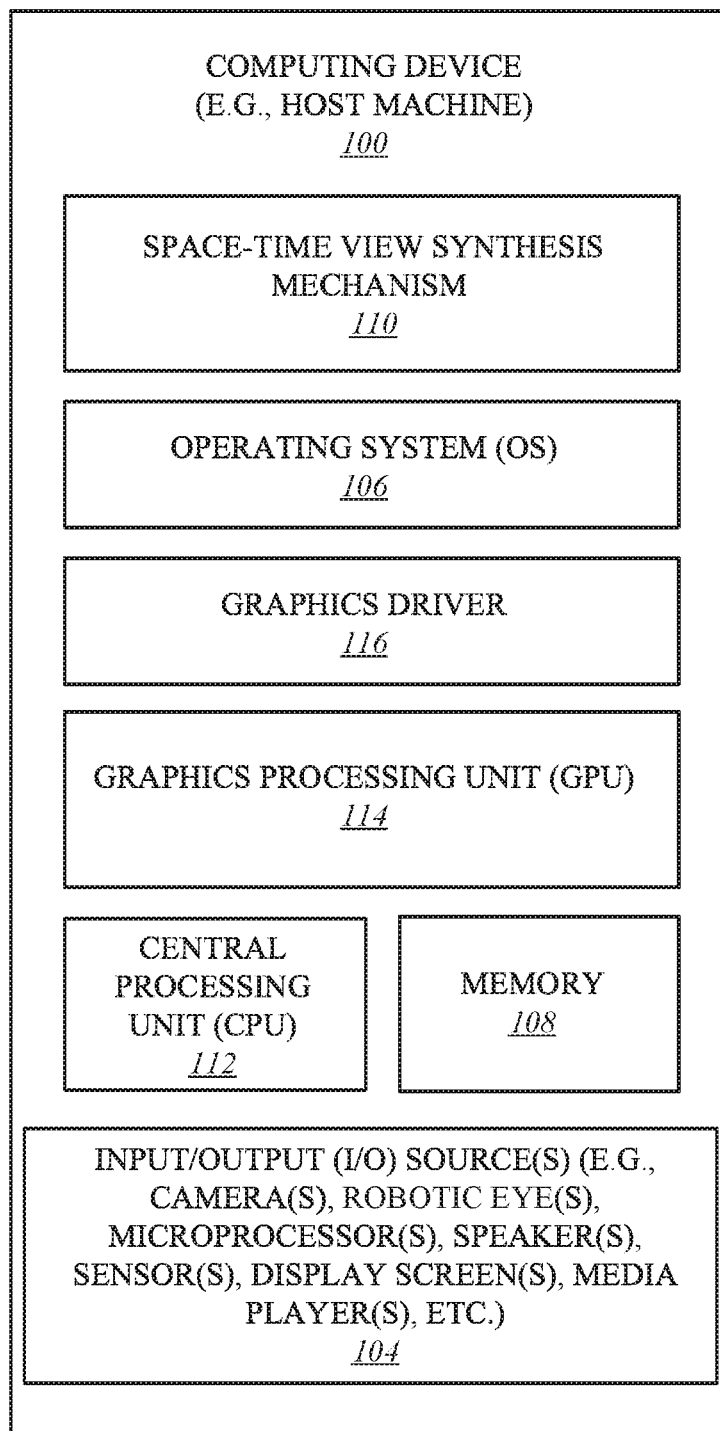 COMPUTING DEVICE
(E.G., HOST MACHINE)
100
SPACE-TIME VIEW SYNTHESIS
MECHANISM
110
OPERATING SYSTEM (OS)
106
GRAPHICS DRIVER
116
GRAPHICS PROCESSING UNIT (GPU)
114
CENTRAL
PROCESSING
UNIT (CPU)
112
MEMORY
108
INPUT/OUTPUT (I/O) SOURCE(S) (E.G.,
CAMERA(S), ROBOTIC EYE(S),
MICROPROCESSOR(S), SPEAKER(S),
SENSOR(S), DISPLAY SCREEN(S), MEDIA
PLAYER(S), ETC.)
104